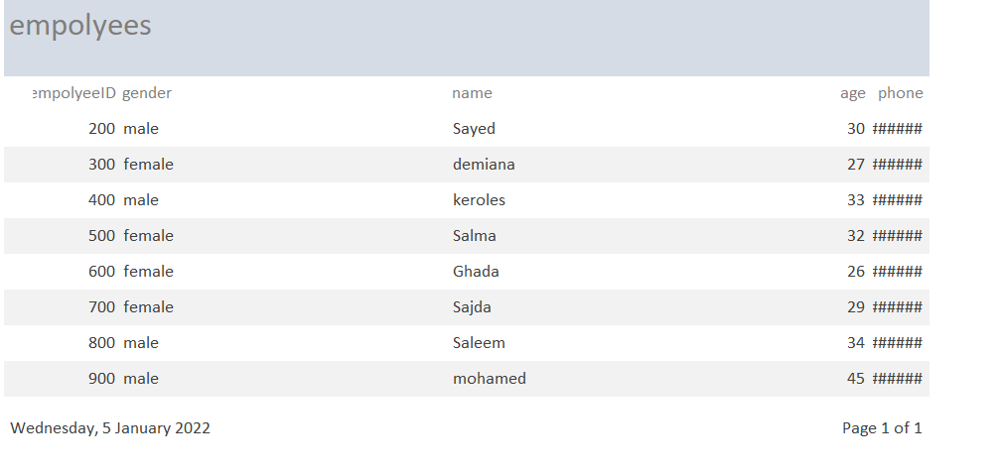 empolyees
empolyeeID gender name age phone
200 male Sayed 30 ######
300 female demiana 27 ######
400 male keroles 33 ######
500 female Salma 32 ######
600 female Ghada 26 ######
700 female Sajda 29 ######
800 male Saleem 34 ######
900 male mohamed 45 ######
Wednesday, 5 January 2022 Page 1 of 1